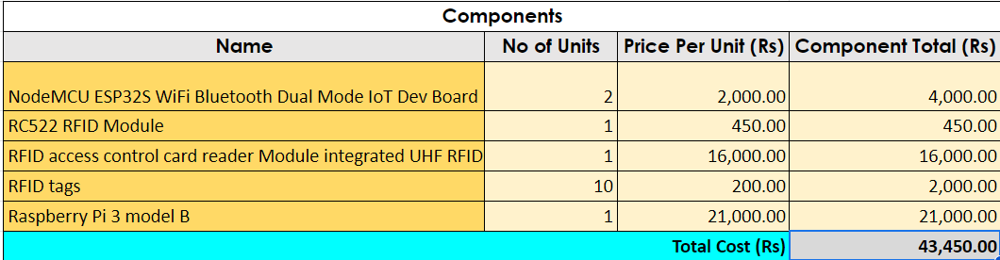 Components
Name No of Units Price Per Unit (Rs) Component Total (Rs)
NodeMCU ESP32S WiFi Bluetooth Dual Mode IoT Dev Board 2 2,000.00 4,000.00
RC522 RFID Module 1 450.00 450.00
RFID access control card reader Module integrated UHF RFID 1 16,000.00 16,000.00
RFID tags 10 200.00 2,000.00
Raspberry Pi 3 model B 1 21,000.00 21,000.00
Total Cost (Rs) 43,450.00